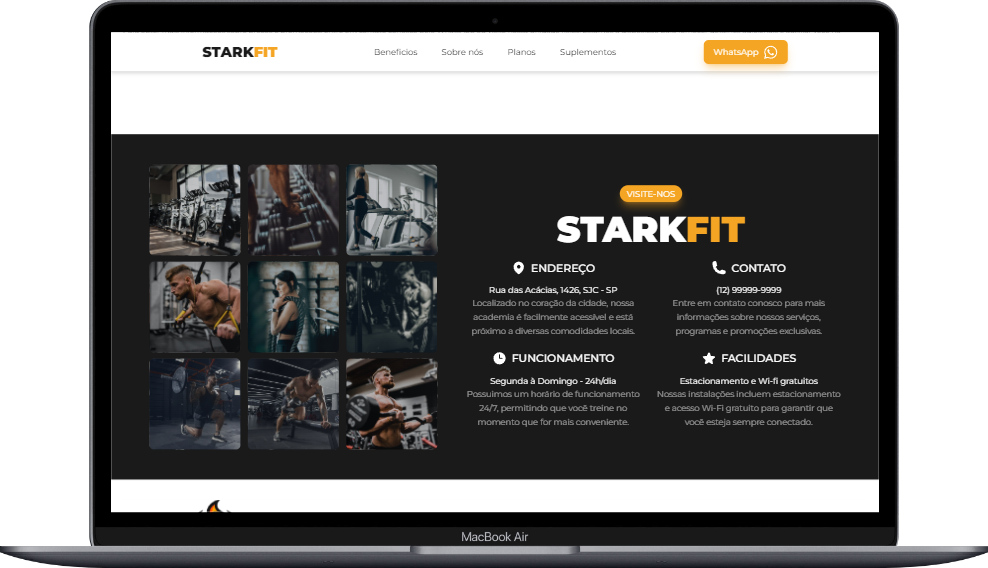 STARKFIT
Benefícios
Sobre nós
Planos
Suplementos
WhatsApp
VISITE-NOS
STARKFIT
ENDEREÇO
Rua das Acácias, 1426, SJC - SP
Localizado no coração da cidade, nossa
academia é facilmente acessível e está
próximo a diversas comodidades locais.
CONTATO
(12) 99999-9999
Entre em contato conosco para mais
informações sobre nossos serviços,
programas e promoções exclusivas.
FUNCIONAMENTO
Segunda à Domingo - 24h/dia
Possuimos um horário de funcionamento
24/7, permitindo que você treine no
momento que for mais conveniente.
FACILIDADES
Estacionamento e Wi-fi gratuitos
Nossas instalações incluem estacionamento
e acesso Wi-Fi gratuito para garantir que
você esteja sempre conectado.
MacBook Air